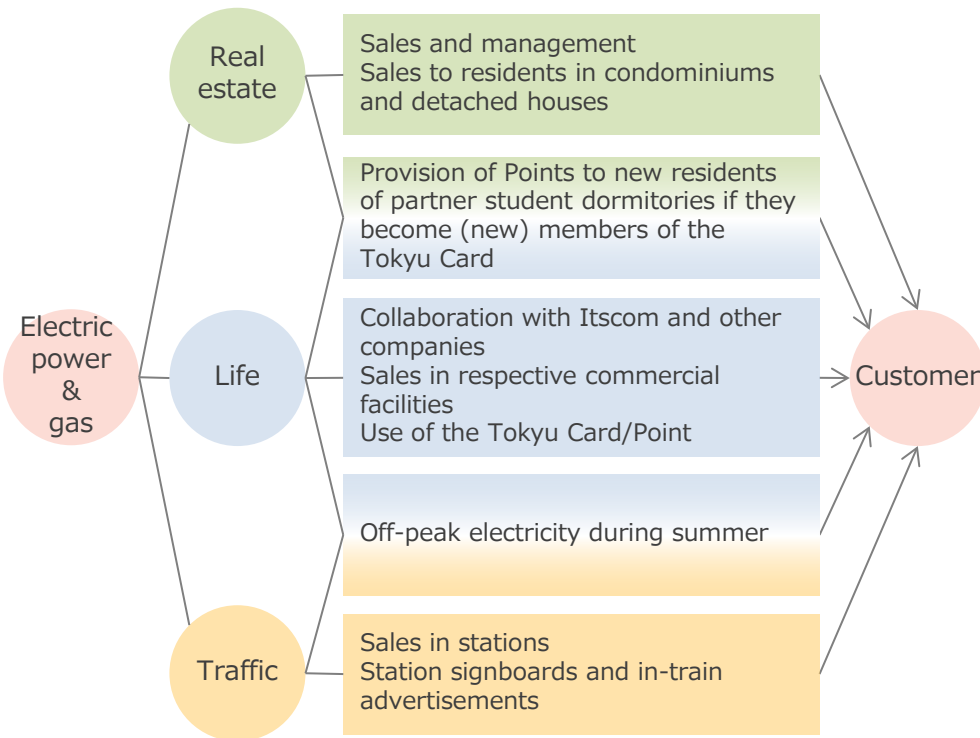 Real
estate
Sales and management
Sales to residents in condominiums
and detached houses
Provision of Points to new residents
of partner student dormitories if they
become (new) members of the
Tokyu Card
Electric
power
&
gas
Life
Collaboration with Itscom and other
companies
Sales in respective commercial
facilities
Use of the Tokyu Card/Point
Customer
Off-peak electricity during summer
Traffic
Sales in stations
Station signboards and in-train
advertisements